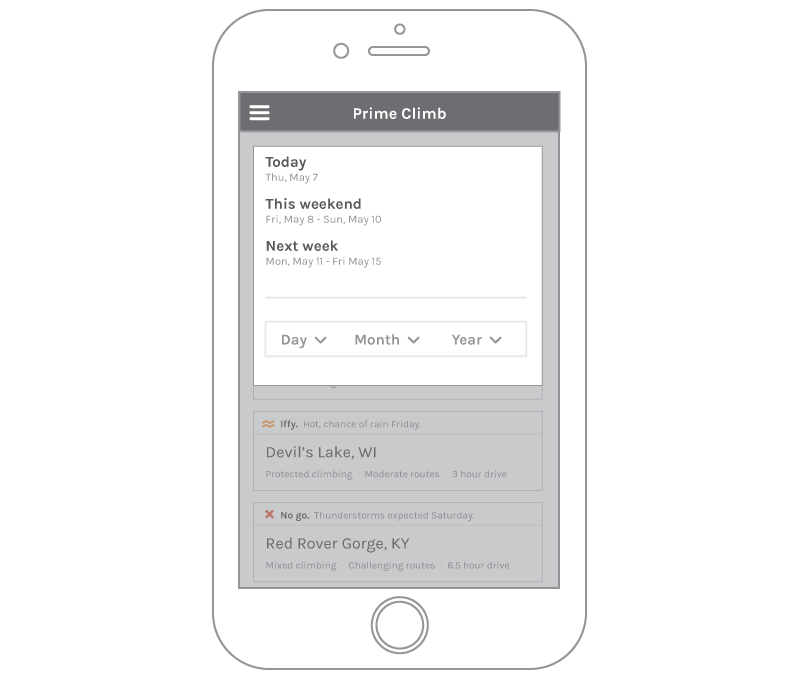 Prime Climb
Today
Thu, May 7
This weekend
Fri, May 8 - Sun, May 10
Next week
Mon, May 11 - Fri May 15
Day Month Year
Iffy. Hot, chance of rain Friday.
Devil's Lake, WI
Protected climbing · Moderate routes · 3 hour drive
No go. Thunderstorms expected Saturday.
Red Rover Gorge, KY
Mixed climbing · Challenging routes · 6.5 hour drive